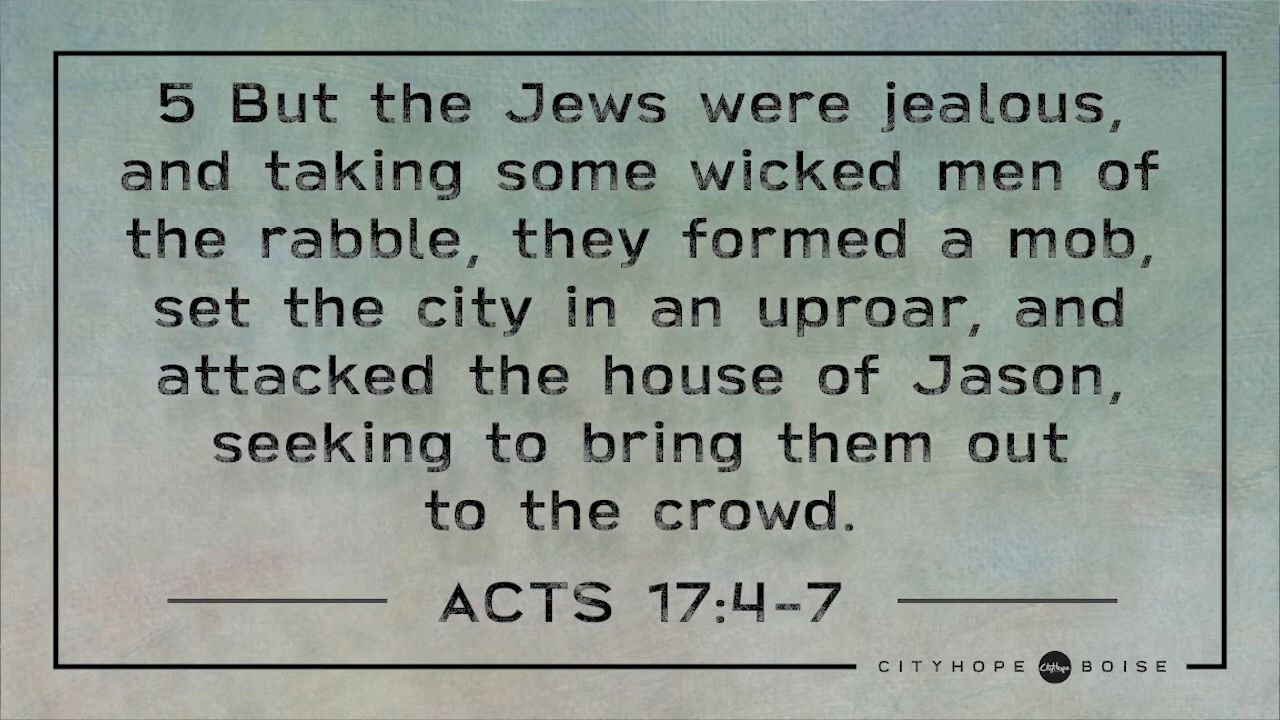 5 But the Jews were jealous,
and taking some wicked men of
the rabble, they formed a mob,
set the city in an uproar, and
attacked the house of Jason,
seeking to bring them out
to the crowd.
ACTS 17:4-7
CITYHOPE CityHope BOISE